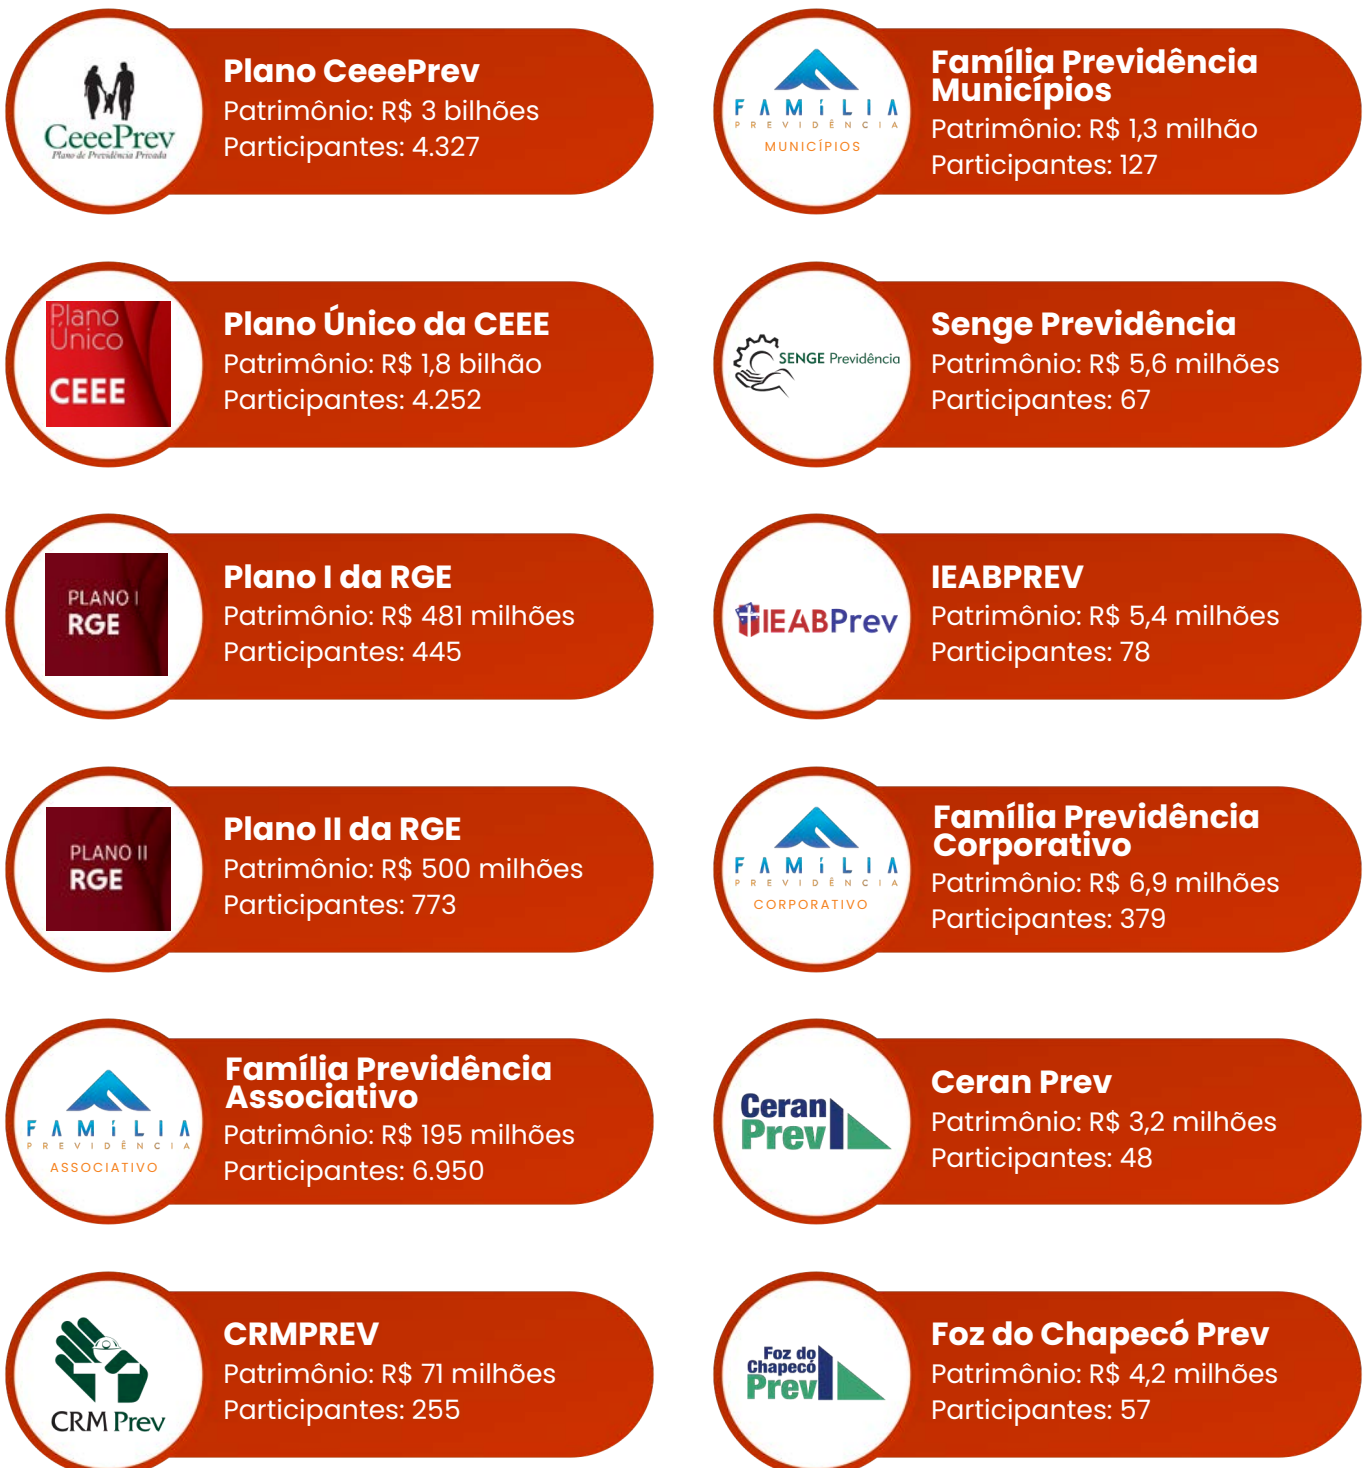 CeeePrev
Plano de Previdência Privada
Plano CeeePrev
Patrimônio: R$ 3 bilhões
Participantes: 4.327
Plano
Único
CEEE
Plano Único da CEEE
Patrimônio: R$ 1,8 bilhão
Participantes: 4.252
PLANO I
RGE
Plano I da RGE
Patrimônio: R$ 481 milhões
Participantes: 445
PLANO II
RGE
Plano II da RGE
Patrimônio: R$ 500 milhões
Participantes: 773
FAMÍLIA
PREVIDÊNCIA
ASSOCIATIVO
Família Previdência
Associativo
Patrimônio: R$ 195 milhões
Participantes: 6.950
CRM Prev
CRMPREV
Patrimônio: R$ 71 milhões
Participantes: 255
FAMÍLIA
PREVIDÊNCIA
MUNICÍPIOS
Família Previdência
Municípios
Patrimônio: R$ 1,3 milhão
Participantes: 127
SENGE Previdência
Senge Previdência
Patrimônio: R$ 5,6 milhões
Participantes: 67
IEABPrev
IEABPREV
Patrimônio: R$ 5,4 milhões
Participantes: 78
FAMÍLIA
PREVIDÊNCIA
CORPORATIVO
Família Previdência
Corporativo
Patrimônio: R$ 6,9 milhões
Participantes: 379
Ceran
Prev
Ceran Prev
Patrimônio: R$ 3,2 milhões
Participantes: 48
Foz do
Chapecó
Prev
Foz do Chapecó Prev
Patrimônio: R$ 4,2 milhões
Participantes: 57